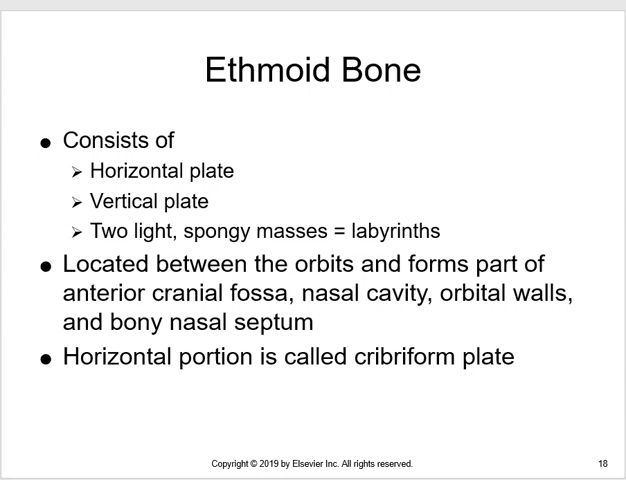 Ethmoid Bone
● Consists of
➢ Horizontal plate
➢ Vertical plate
➢ Two light, spongy masses = labyrinths
● Located between the orbits and forms part of
anterior cranial fossa, nasal cavity, orbital walls,
and bony nasal septum
● Horizontal portion is called cribriform plate
Copyright © 2019 by Elsevier Inc. All rights reserved.
18